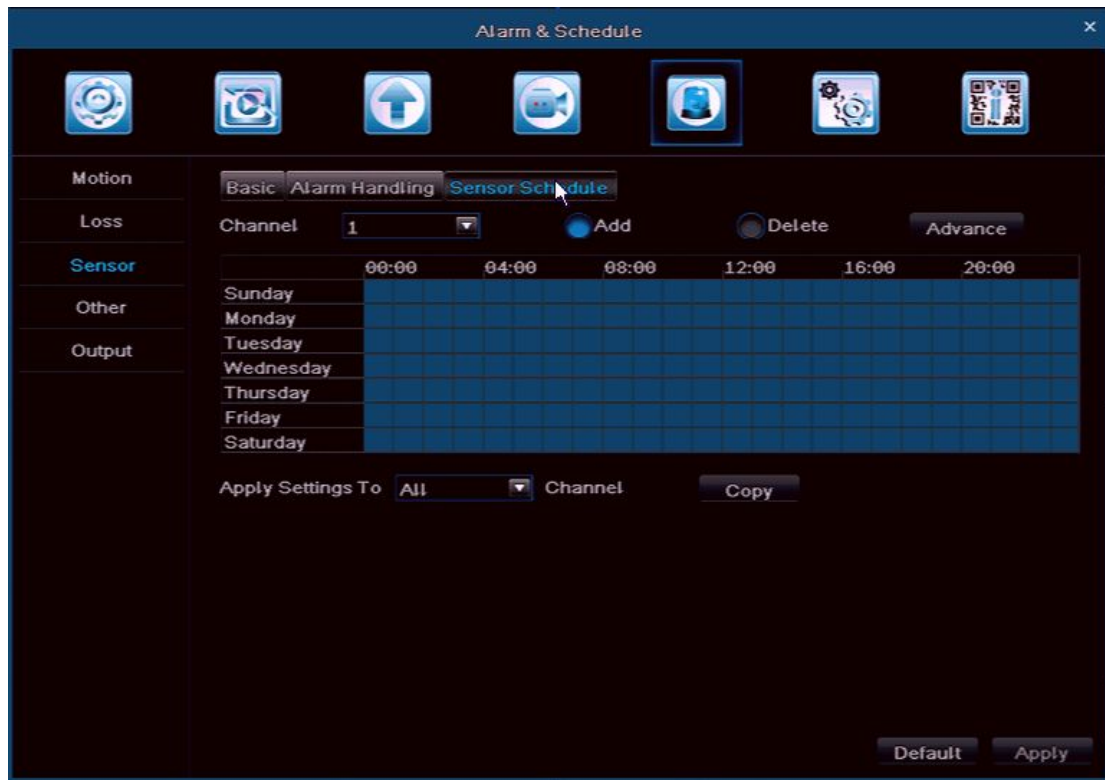 Alarm & Schedule ×
Motion
Loss
Sensor
Other
Output
Basic Alarm Handling Sensor Schedule
Channel 1 Add Delete Advance
00:00 04:00 08:00 12:00 16:00 20:00
Sunday
Monday
Tuesday
Wednesday
Thursday
Friday
Saturday
Apply Settings To All Channel Copy
Default Apply